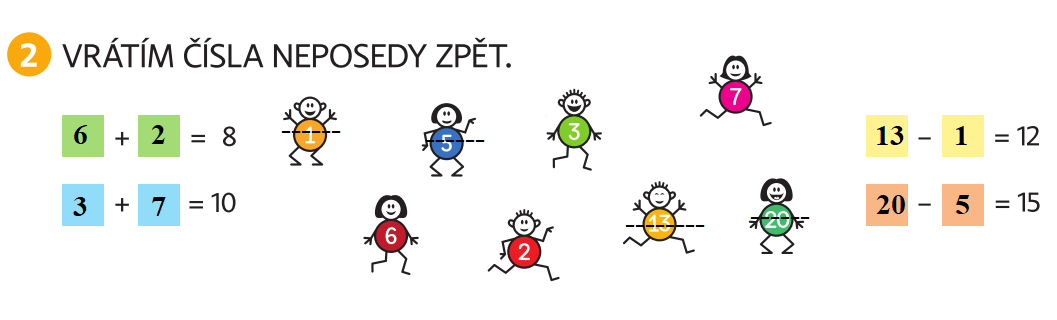 2 VRÁTÍM ČÍSLA NEPOSEDY ZPĚT.
6 + 2 = 8
3 + 7 = 10
1
5
3
7
6
2
13
20
13 – 1 = 12
20 – 5 = 15